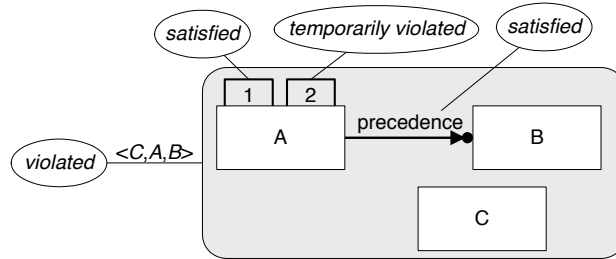 satisfied
temporarily violated
satisfied
1
2
A
precedence
B
violated
<C,A,B>
C